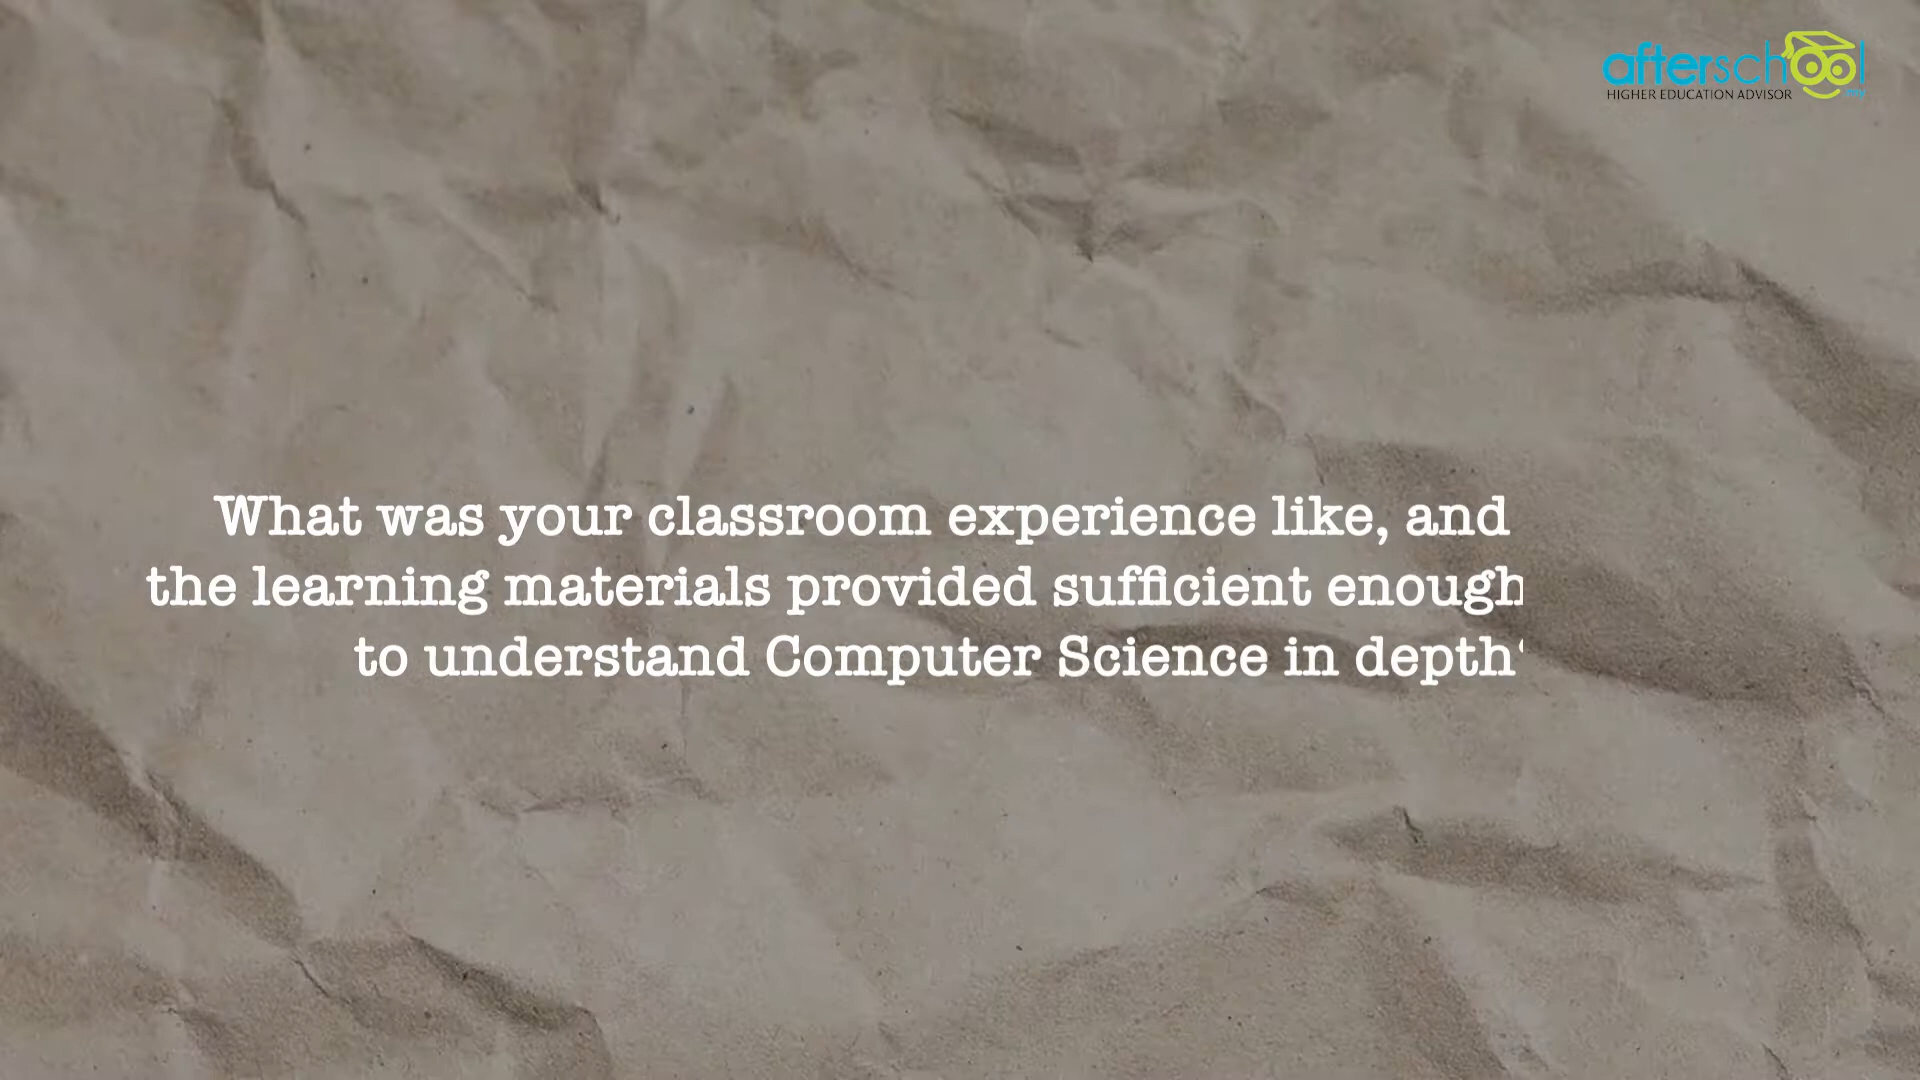 afterschool
.my
HIGHER EDUCATION ADVISOR
What was your classroom experience like, and
the learning materials provided sufficient enough
to understand Computer Science in depth